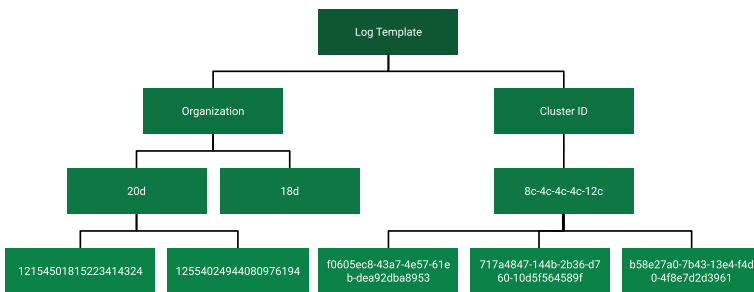 Log Template
Organization
Cluster ID
20d
18d
8c-4c-4c-4c-12c
12154501815223414324
12554024944080976194
f0605ec8-43a7-4e57-61e
b-dea92dba8953
717a4847-144b-2b36-d7
60-10d5f564589f
b58e27a0-7b43-13e4-f4d
0-4f8e7d2d3961